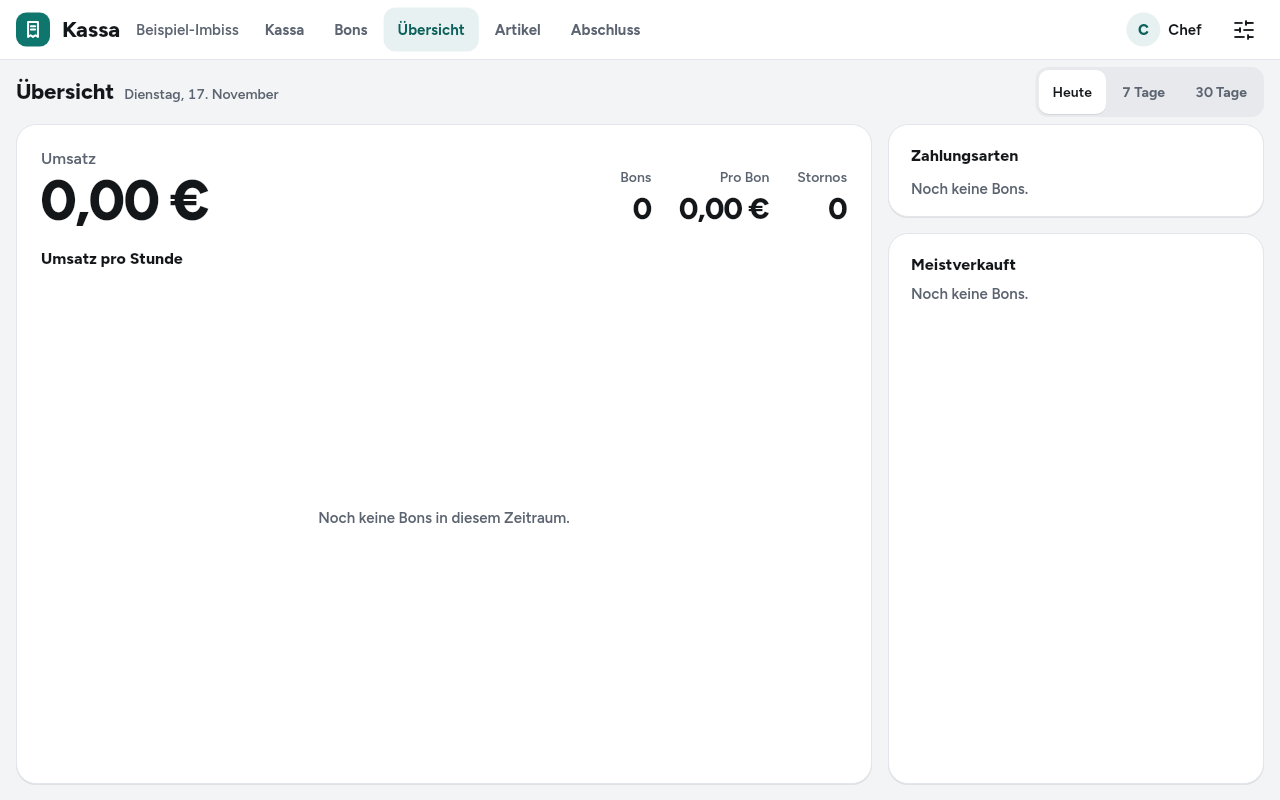 Kassa Beispiel-Imbiss Kassa Bons Übersicht Artikel Abschluss C Chef
Übersicht Dienstag, 17. November Heute 7 Tage 30 Tage
Umsatz
0,00 €
Bons Pro Bon Stornos
0 0,00 € 0
Umsatz pro Stunde
Noch keine Bons in diesem Zeitraum.
Zahlungsarten
Noch keine Bons.
Meistverkauft
Noch keine Bons.